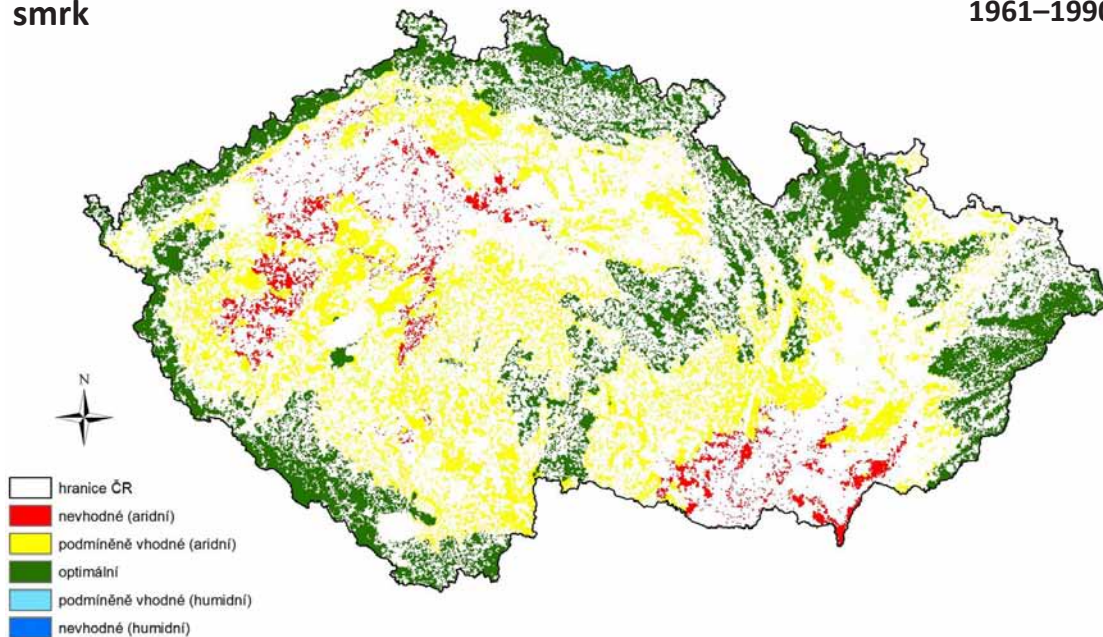 smrk
1961–1990
N
hranice ČR
nevhodné (aridní)
podmíněně vhodné (aridní)
optimální
podmíněně vhodné (humidní)
nevhodné (humidní)